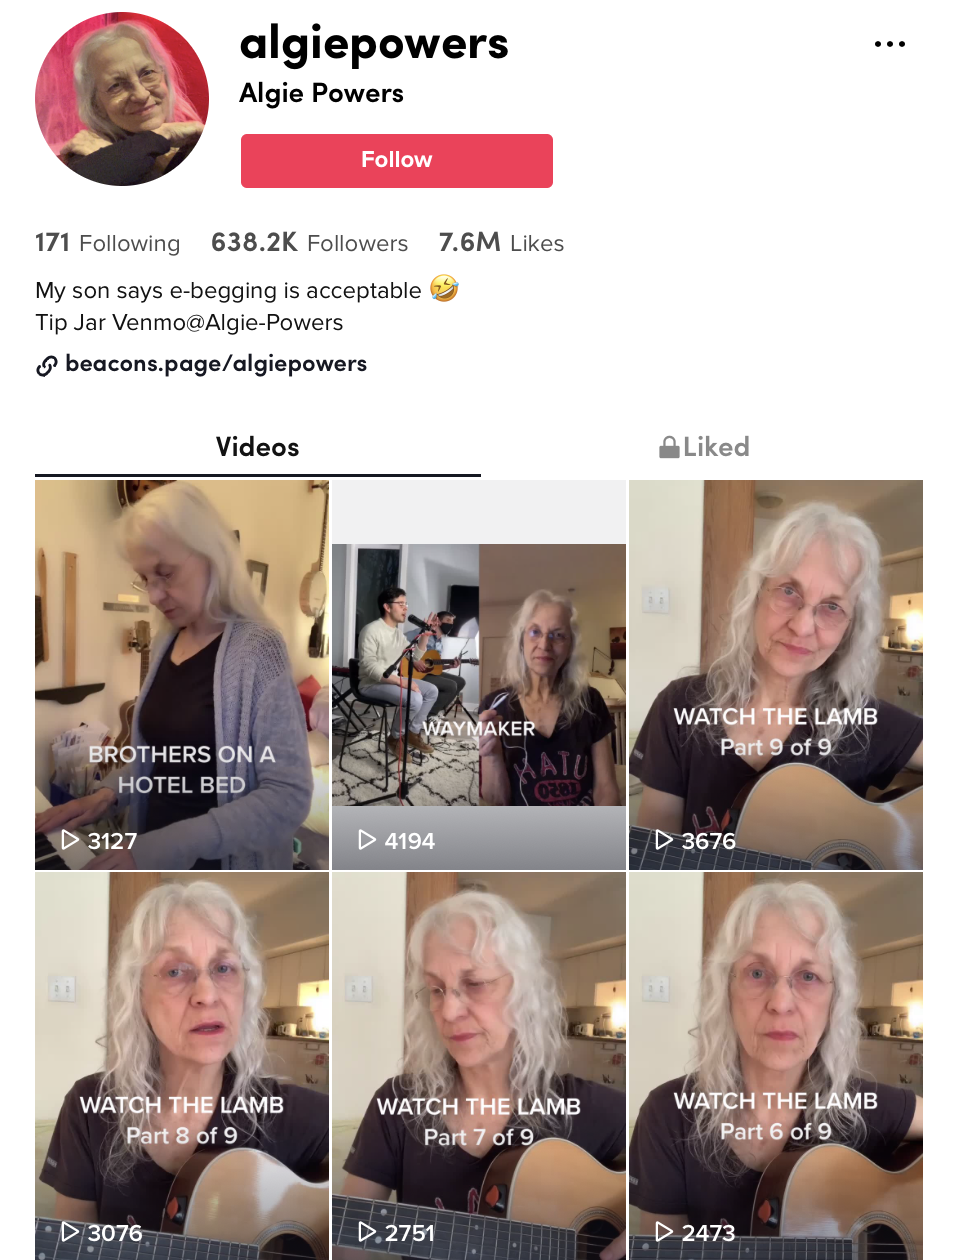 algiepowers
Algie Powers
Follow
171 Following 638.2K Followers 7.6M Likes
My son says e-begging is acceptable 🤣
Tip Jar Venmo@Algie-Powers
beacons.page/algiepowers
Videos
Liked
BROTHERS ON A
HOTEL BED
3127
WAYMAKER
UTAH
1850
4194
WATCH THE LAMB
Part 9 of 9
3676
WATCH THE LAMB
Part 8 of 9
3076
WATCH THE LAMB
Part 7 of 9
2751
WATCH THE LAMB
Part 6 of 9
2473